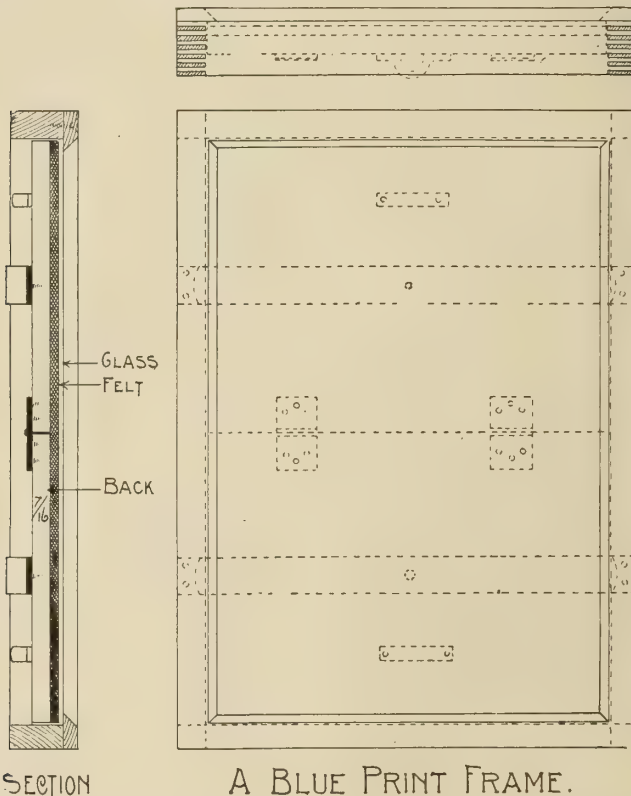 GLASS
FELT
BACK
7/16
SECTION
A BLUE PRINT FRAME.